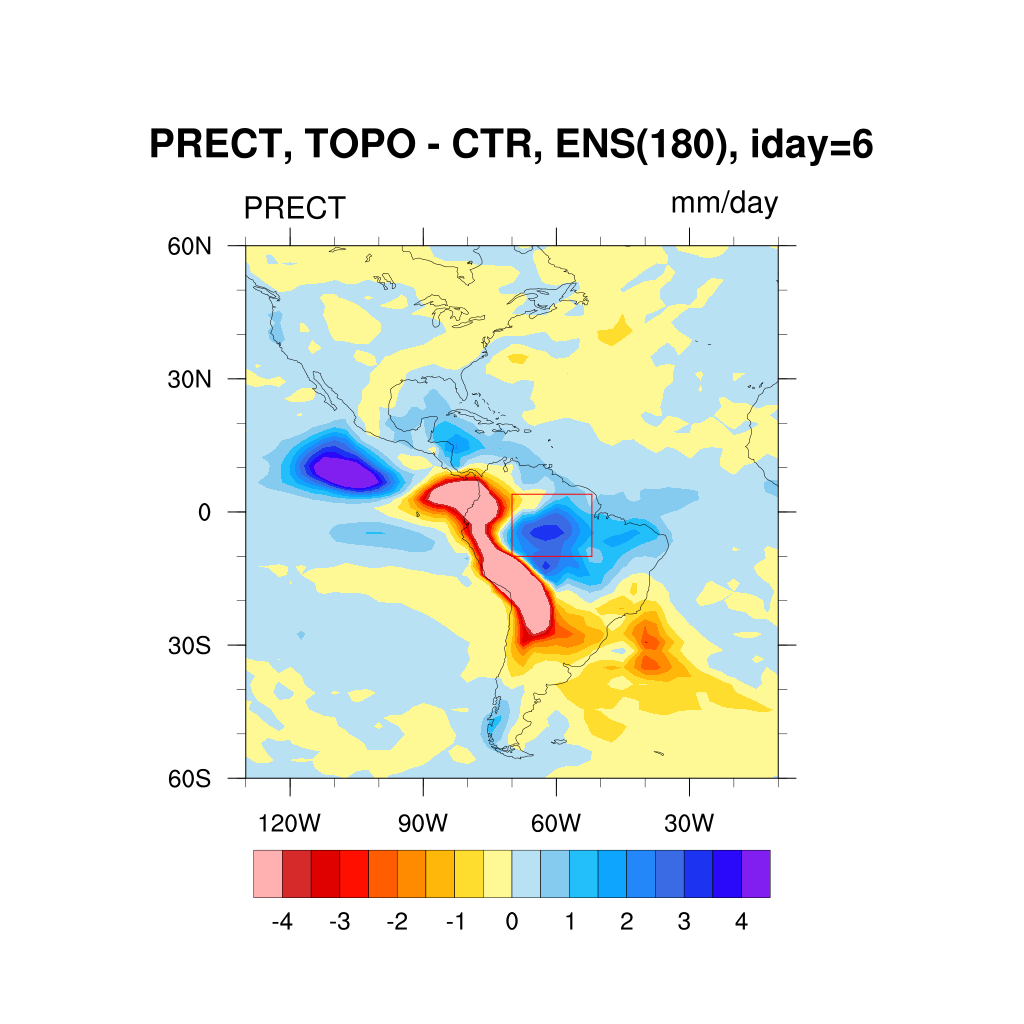 PRECT, TOPO - CTR, ENS(180), iday=6
PRECT mm/day
60N
30N
0
30S
60S
120W 90W 60W 30W
-4 -3 -2 -1 0 1 2 3 4